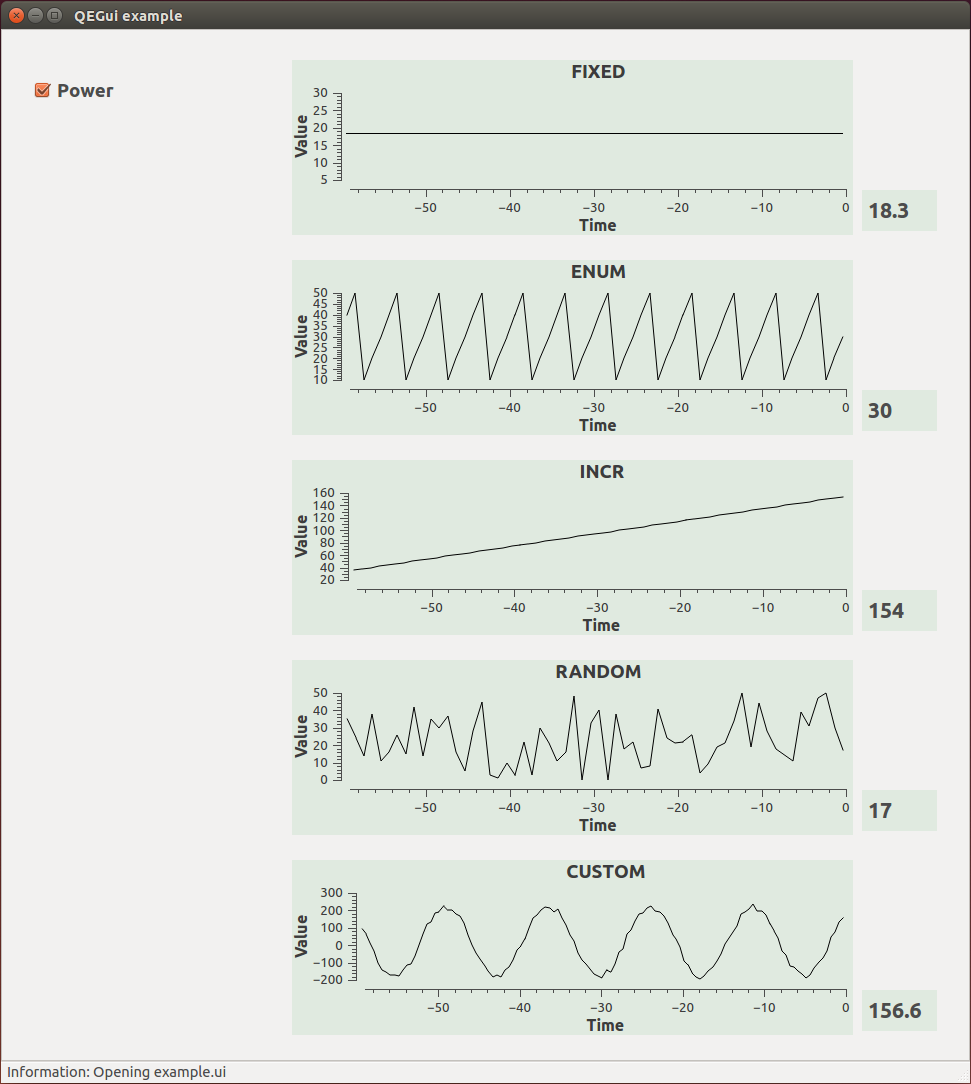 QEGui example
Power
FIXED
Value
30
25
20
15
10
5
−50 −40 −30 −20 −10 0
Time
18.3
ENUM
Value
50
45
40
35
30
25
20
15
10
−50 −40 −30 −20 −10 0
Time
30
INCR
Value
160
140
120
100
80
60
40
20
−50 −40 −30 −20 −10 0
Time
154
RANDOM
Value
50
40
30
20
10
0
−50 −40 −30 −20 −10 0
Time
17
CUSTOM
Value
300
200
100
0
−100
−200
−50 −40 −30 −20 −10 0
Time
156.6
Information: Opening example.ui